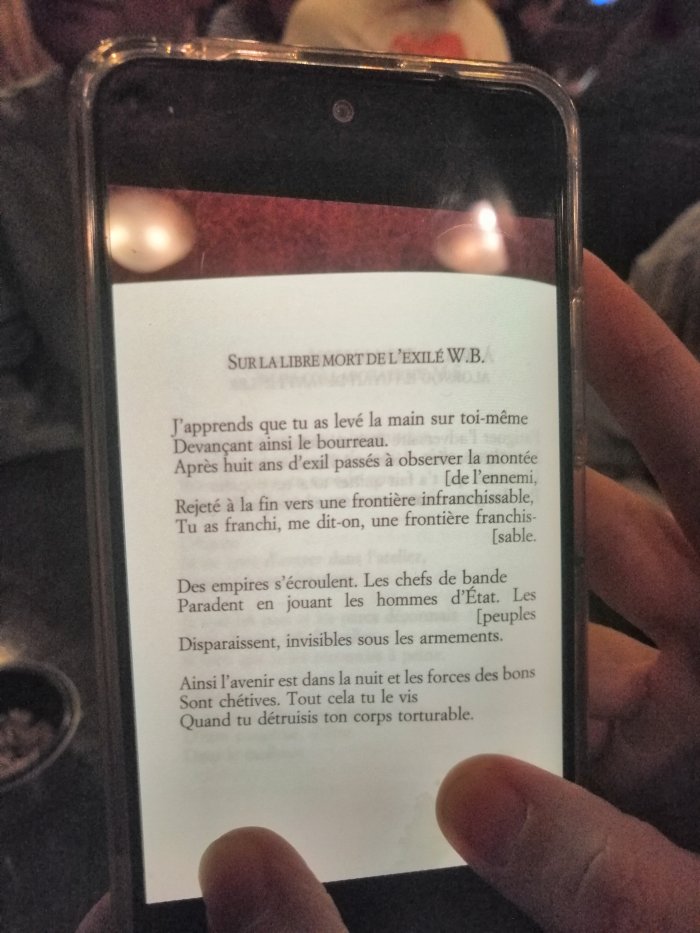 SUR LA LIBRE MORT DE L'EXILÉ W.B.
J'apprends que tu as levé la main sur toi-même
Devançant ainsi le bourreau.
Après huit ans d'exil passés à observer la montée
[de l'ennemi,
Rejeté à la fin vers une frontière infranchissable,
Tu as franchi, me dit-on, une frontière franchis-
[sable.
Des empires s'écroulent. Les chefs de bande
Paradent en jouant les hommes d'État. Les
[peuples
Disparaissent, invisibles sous les armements.
Ainsi l'avenir est dans la nuit et les forces des bons
Sont chétives. Tout cela tu le vis
Quand tu détruisis ton corps torturable.